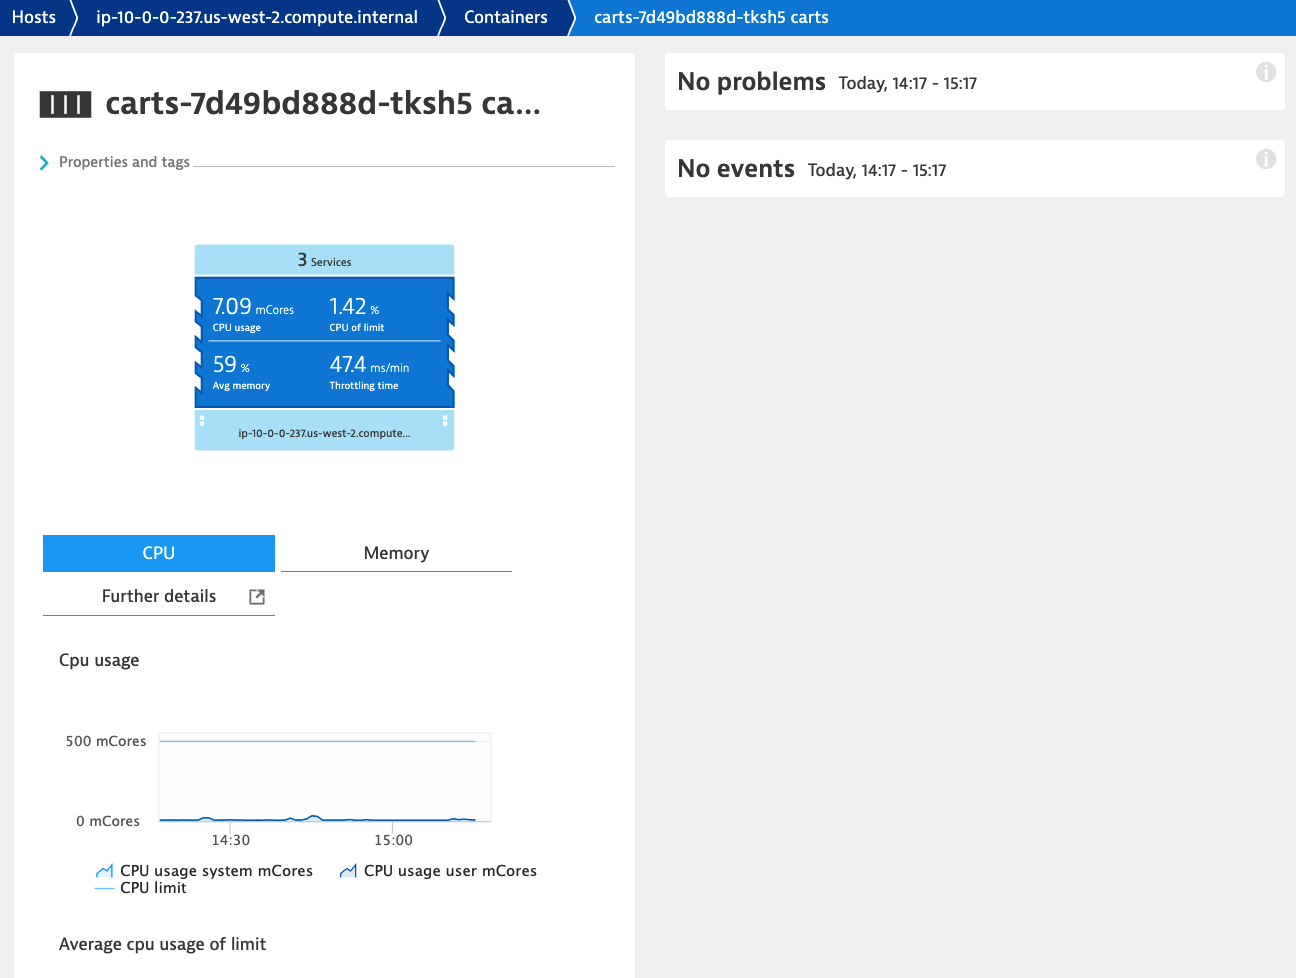 Hosts
ip-10-0-0-237.us-west-2.compute.internal
Containers
carts-7d49bd888d-tksh5 carts
carts-7d49bd888d-tksh5 ca...
Properties and tags
3 Services
7.09 mCores
CPU usage
1.42 %
CPU of limit
59 %
Avg memory
47.4 ms/min
Throttling time
ip-10-0-0-237.us-west-2.compute...
CPU
Memory
Further details
Cpu usage
500 mCores
0 mCores
14:30
15:00
CPU usage system mCores
CPU usage user mCores
CPU limit
Average cpu usage of limit
No problems Today, 14:17 - 15:17
No events Today, 14:17 - 15:17